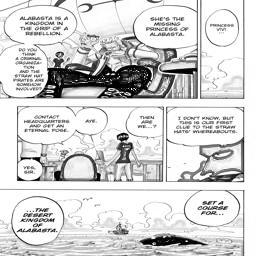 PRINCESS
VIVI
...
SHE'S THE
MISSING
PRINCESS OF
ALABASTA.
ALABASTA IS A
KINGDOM IN
THE GRIP OF A
REBELLION.
DO YOU
THINK A
CRIMINAL
ORGANIZA-
TION AND
THE STRAW
HAT PIRATES
ARE
SOMEHOW
INVOLVED?
I DON'T KNOW, BUT
THIS IS OUR FIRST
CLUE TO THE STRAW
HATS' WHEREABOUTS.
THEN
ARE
WE...?
AYE.
CONTACT
HEADQUARTERS
AND GET AN
ETERNAL POSE.
YES,
SIR.
SET A
COURSE
FOR...
...THE
DESERT
KINGDOM
OF
ALABASTA.